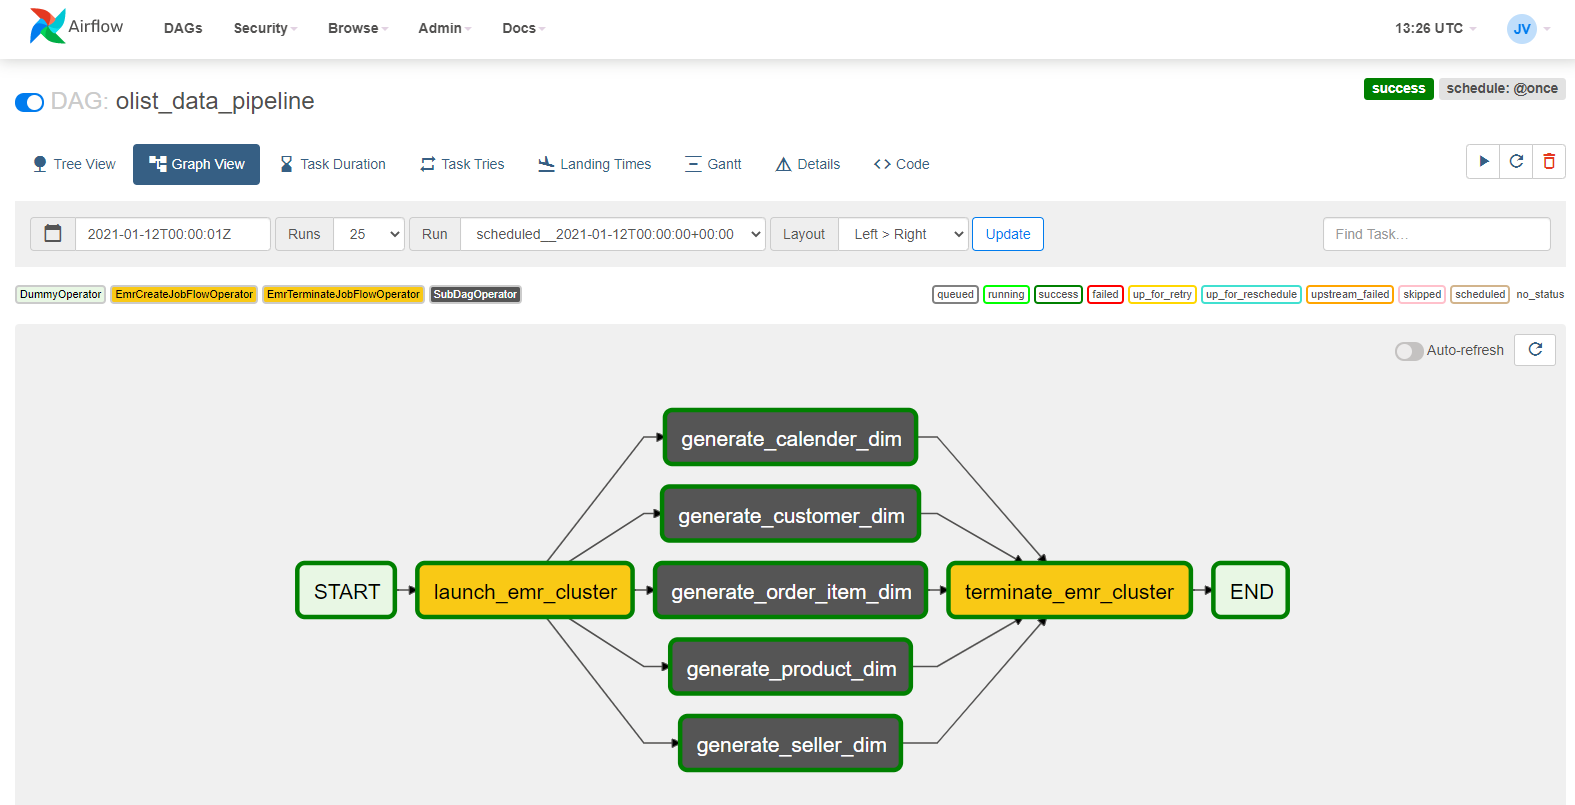 Airflow DAGs Security Browse Admin Docs 13:26 UTC JV
DAG: olist_data_pipeline success schedule: @once
Tree View Graph View Task Duration Task Tries Landing Times Gantt Details Code
2021-01-12T00:00:01Z Runs 25 Run scheduled__2021-01-12T00:00:00+00:00 Layout Left > Right Update Find Task...
DummyOperator EmrCreateJobFlowOperator EmrTerminateJobFlowOperator SubDagOperator queued running success failed up_for_retry up_for_reschedule upstream_failed skipped scheduled no_status
Auto-refresh
generate_calender_dim
generate_customer_dim
START launch_emr_cluster generate_order_item_dim terminate_emr_cluster END
generate_product_dim
generate_seller_dim